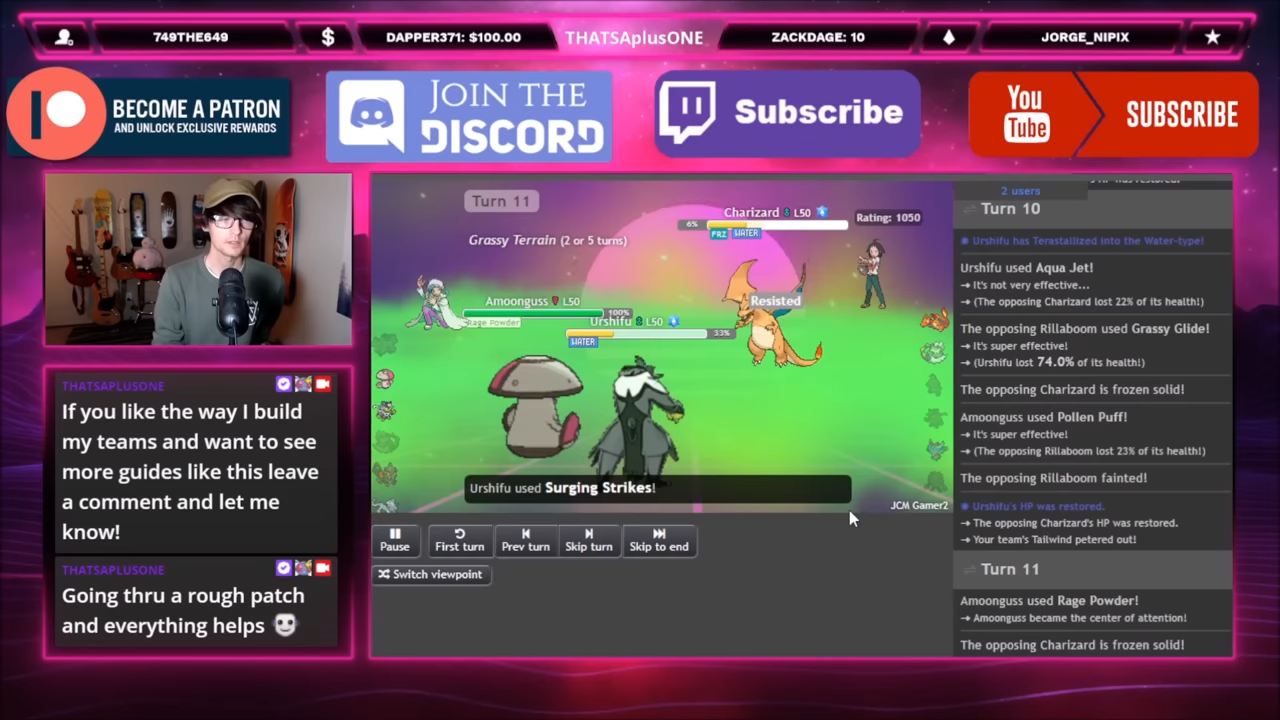 749THE649
$
DAPPER371: $100.00
THATSAplusONE
ZACKDAGE: 10
JORGE_NIPIX
BECOME A PATRON
AND UNLOCK EXCLUSIVE REWARDS
JOIN THE
DISCORD
Subscribe
You
Tube
SUBSCRIBE
THATSAPLUSONE
If you like the way I build
my teams and want to see
more guides like this leave
a comment and let me
know!
THATSAPLUSONE
Going thru a rough patch
and everything helps
Turn 11
Grassy Terrain (2 or 5 turns)
Charizard L50
6%
FRZ WATER
Rating: 1050
Amoonguss L50
100%
Rage Powder
Urshifu L50
33%
WATER
Resisted
Urshifu used Surging Strikes!
JCM Gamer2
Pause
First turn
Prev turn
Skip turn
Skip to end
Switch viewpoint
2 users
Turn 10
Urshifu has Terastallized into the Water-type!
Urshifu used Aqua Jet!
→ It's not very effective...
→ (The opposing Charizard lost 22% of its health!)
The opposing Rillaboom used Grassy Glide!
→ It's super effective!
→ (Urshifu lost 74.0% of its health!)
The opposing Charizard is frozen solid!
Amoonguss used Pollen Puff!
→ It's super effective!
→ (The opposing Rillaboom lost 23% of its health!)
The opposing Rillaboom fainted!
Urshifu's HP was restored.
→ The opposing Charizard's HP was restored.
→ Your team's Tailwind petered out!
Turn 11
Amoonguss used Rage Powder!
→ Amoonguss became the center of attention!
The opposing Charizard is frozen solid!